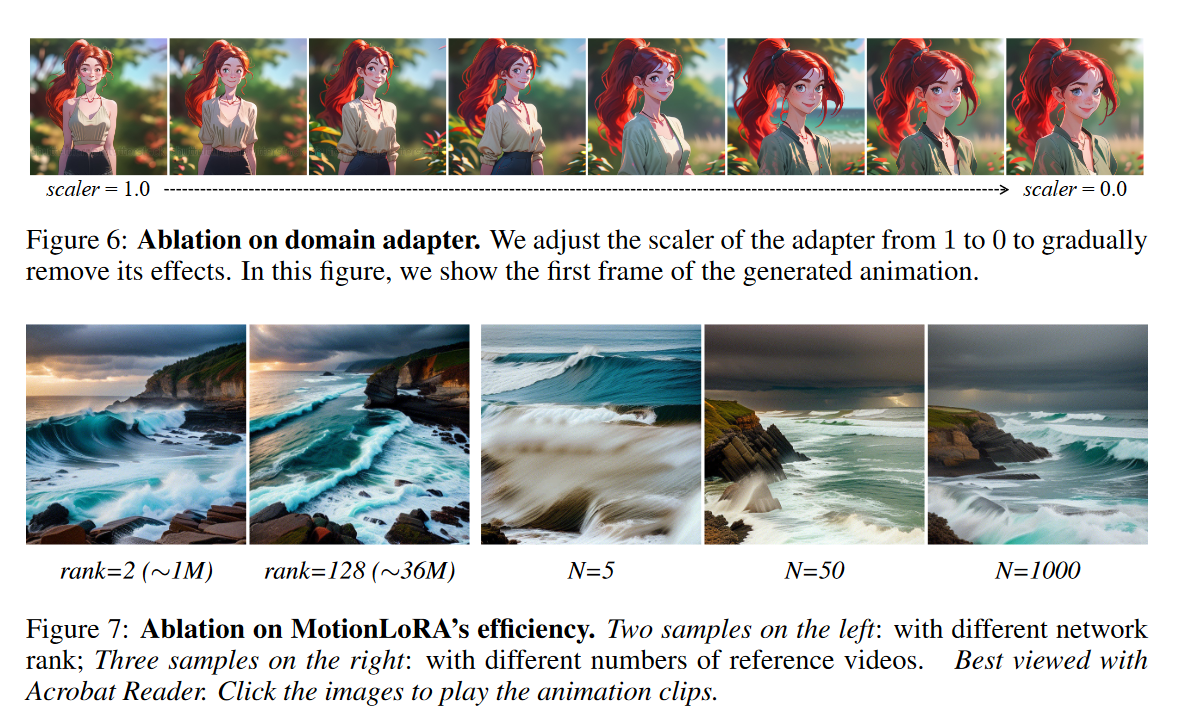 scaler = 1.0
scaler = 0.0
Figure 6: Ablation on domain adapter. We adjust the scaler of the adapter from 1 to 0 to gradually
remove its effects. In this figure, we show the first frame of the generated animation.
rank=2 (∼1M)
rank=128 (∼36M)
N=5
N=50
N=1000
Figure 7: Ablation on MotionLoRA’s efficiency. Two samples on the left: with different network
rank; Three samples on the right: with different numbers of reference videos. Best viewed with
Acrobat Reader. Click the images to play the animation clips.